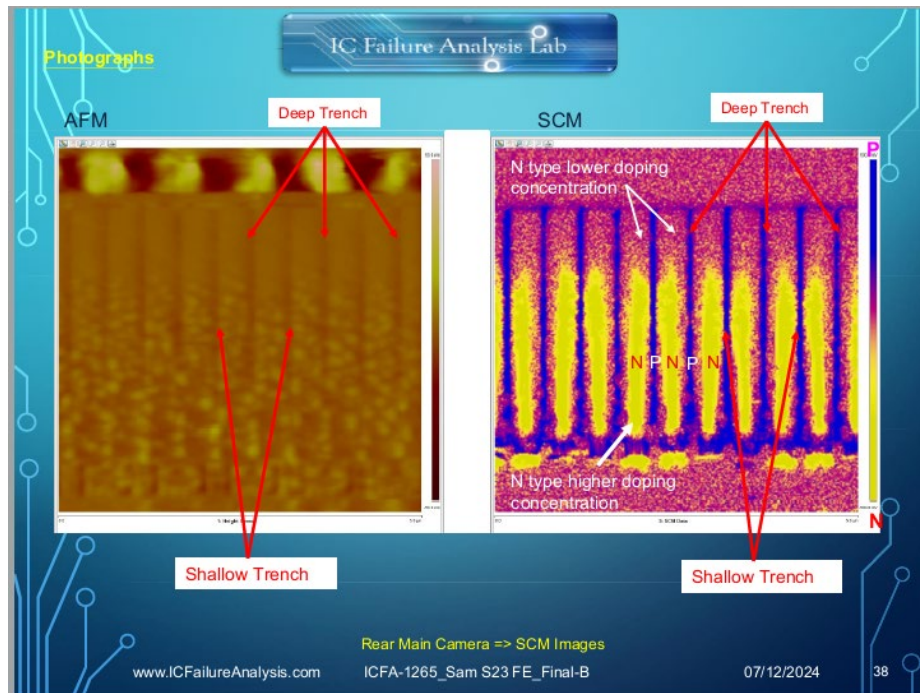 IC Failure Analysis Lab
Photographs
AFM
Deep Trench
SCM
Deep Trench
P
N type lower doping
concentration
N P N P N
N type higher doping
concentration
N
Shallow Trench
Shallow Trench
Rear Main Camera => SCM Images
www.ICFailureAnalysis.com
ICFA-1265_Sam S23 FE_Final-B
07/12/2024
38